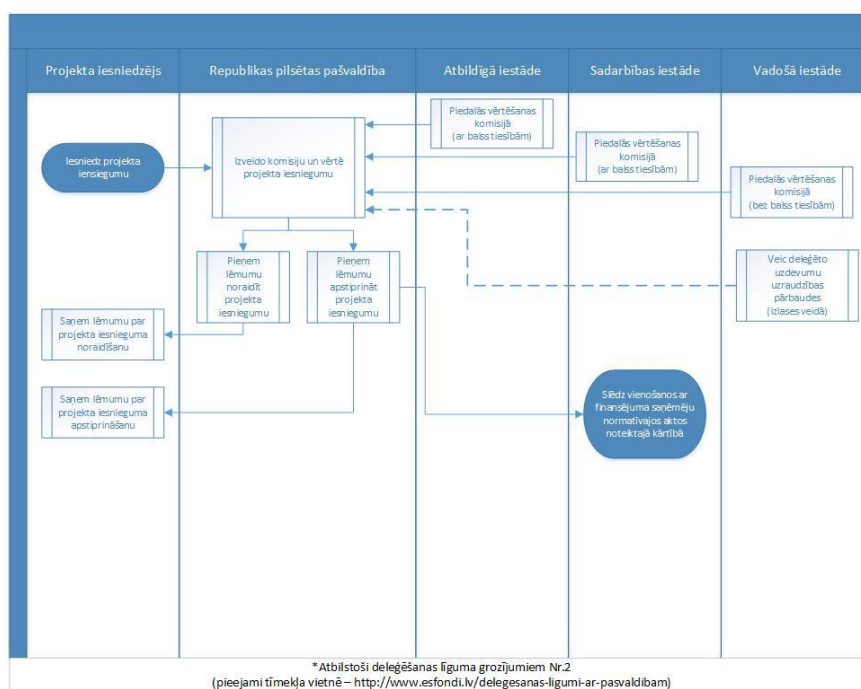 Projekta iesniedzējs
Republikas pilsētas pašvaldība
Atbildīgā iestāde
Sadarbības iestāde
Vadošā iestāde
Iesniedz projekta
iensiegumu
Izveido komisiju un vērtē
projekta iesniegumu
Piedalās vērtēšanas
komisijā
(ar balss tiesībām)
Piedalās vērtēšanas
komisijā
(ar balss tiesībām)
Piedalās vērtēšanas
komisijā
(bez balss tiesībām)
Pieņem
lēmumu
noraidīt
projekta
iesniegumu
Pieņem
lēmumu
apstiprināt
projekta
iesniegumu
Veic deleģēto
uzdevumu
uzraudzības
pārbaudes
(izlases veidā)
Saņem lēmumu par
projekta iesnieguma
noraidīšanu
Saņem lēmumu par
projekta iesnieguma
apstiprināšanu
Slēdz vienošanos ar
finansējuma saņēmēju
normatīvajos aktos
noteiktajā kārtībā
*Atbilstoši deleģēšanas līguma grozījumiem Nr.2
(pieejami tīmekļa vietnē – http://www.esfondi.lv/delegesanas-ligumi-ar-pasvaldibam)